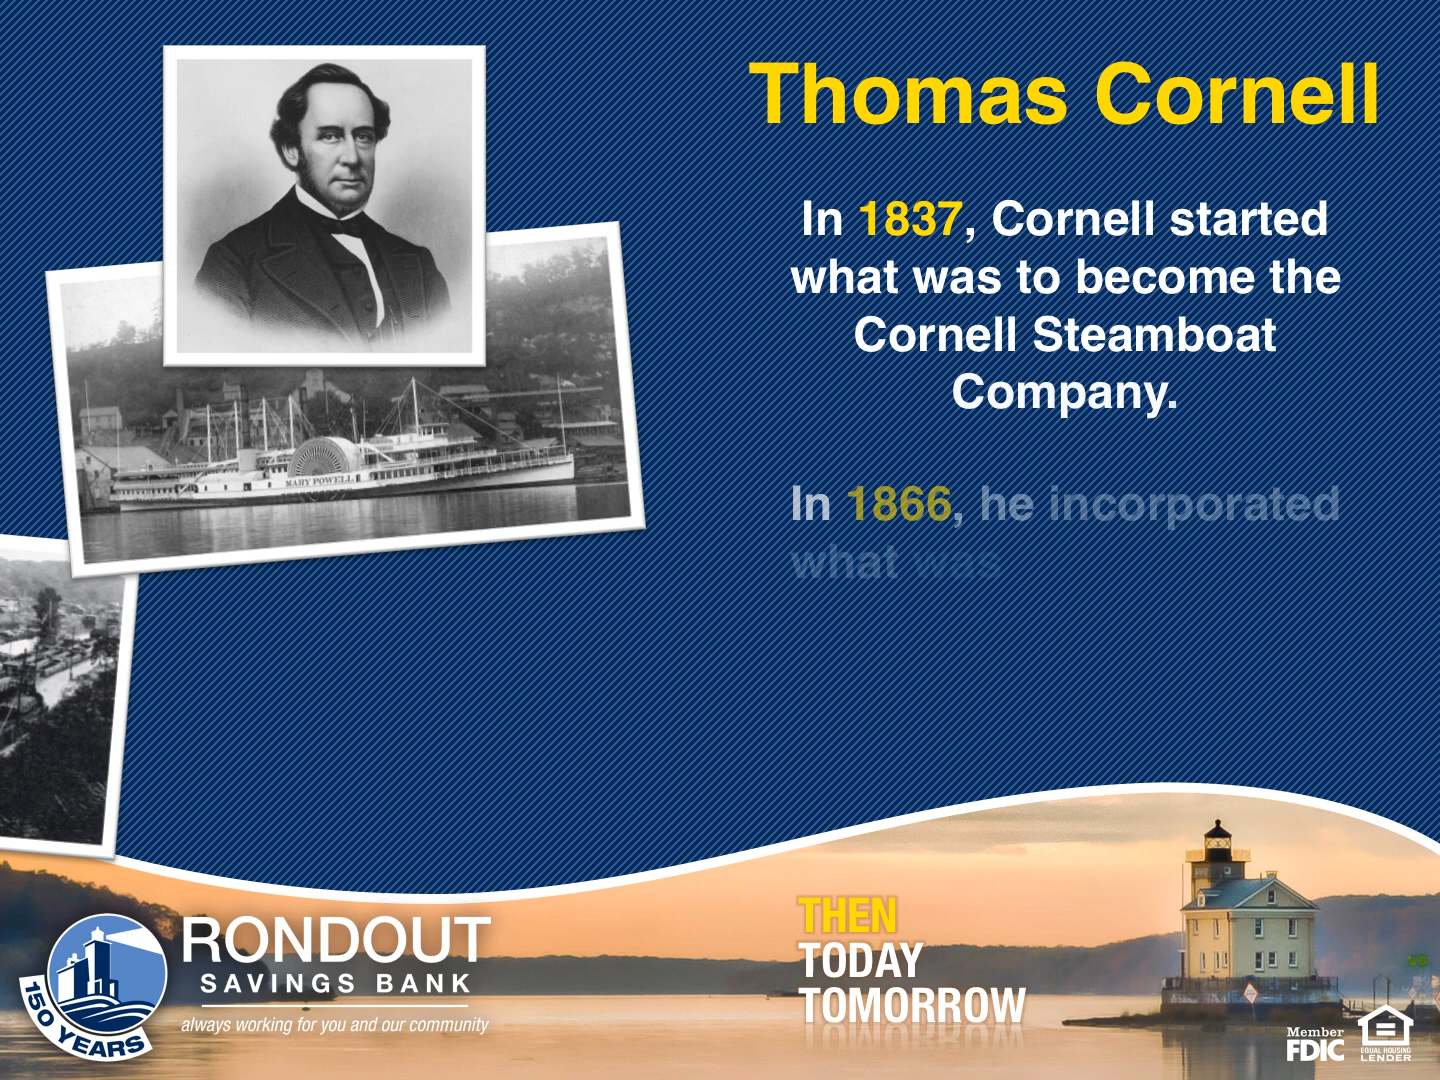 Thomas Cornell
In 1837, Cornell started
what was to become the
Cornell Steamboat
Company.
In 1866, he incorporated
what was
MARY POWELL
150 YEARS
RONDOUT
SAVINGS BANK
always working for you and our community
THEN
TODAY
TOMORROW
Member
FDIC
EQUAL HOUSING
LENDER